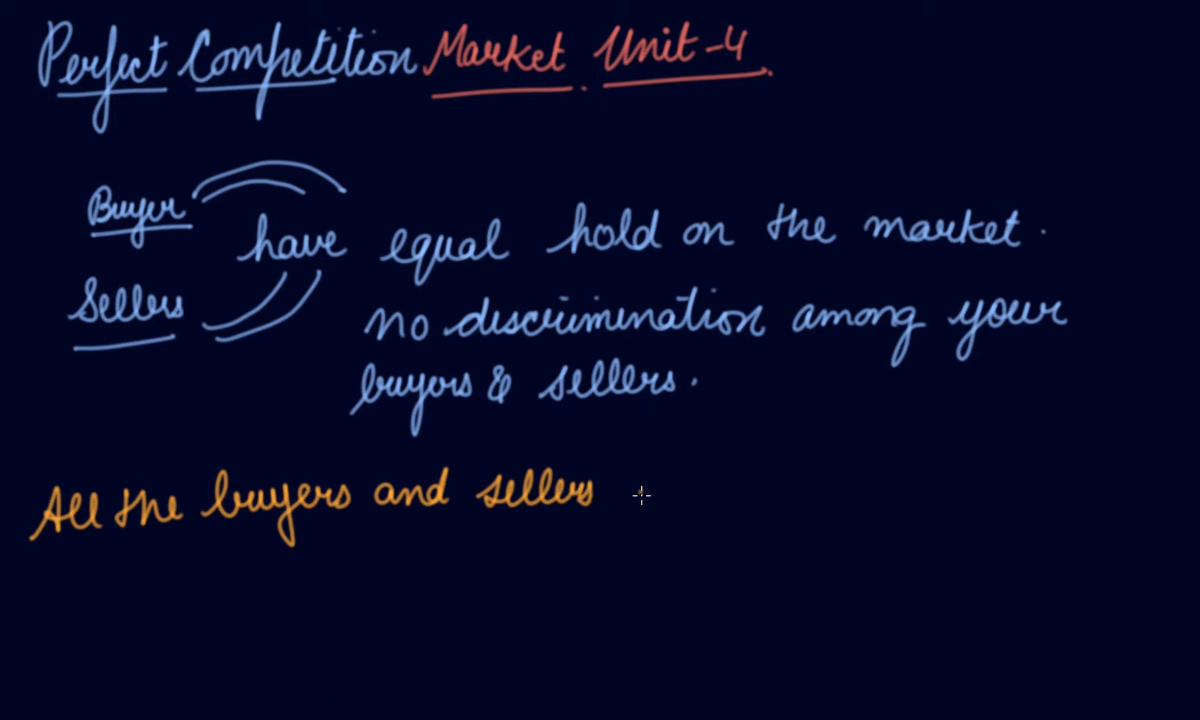 Perfect Competition Market Unit-4
Buyer
have equal hold on the market.
Sellers
no discrimination among your
buyers & sellers.
All the buyers and sellers